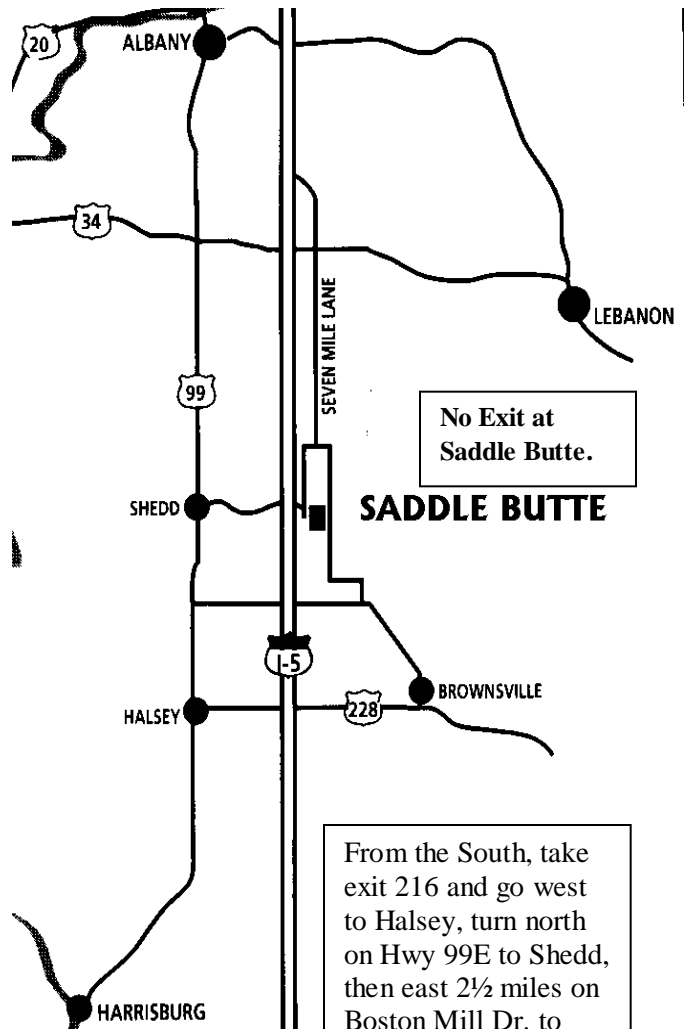 20
ALBANY
34
SEVEN MILE LANE
LEBANON
99
No Exit at
Saddle Butte.
SHEDD
SADDLE BUTTE
I-5
BROWNSVILLE
HALSEY
228
From the South, take
exit 216 and go west
to Halsey, turn north
on Hwy 99E to Shedd,
then east 2½ miles on
Boston Mill Dr. to
HARRISBURG